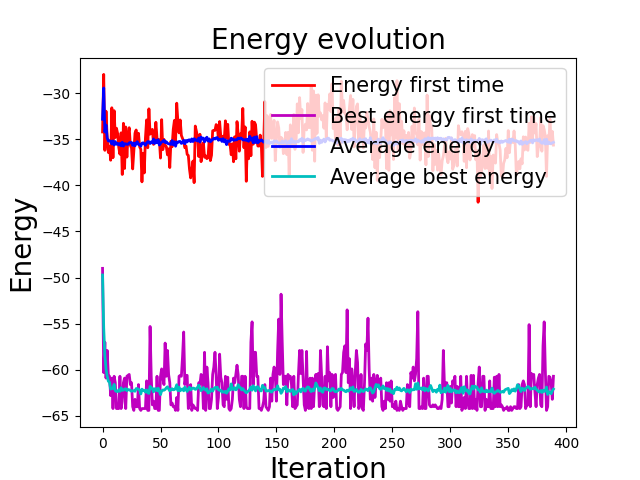 Energy evolution
Energy first time
Best energy first time
Average energy
Average best energy
Energy
−30
−35
−40
−45
−50
−55
−60
−65
0 50 100 150 200 250 300 350 400
Iteration